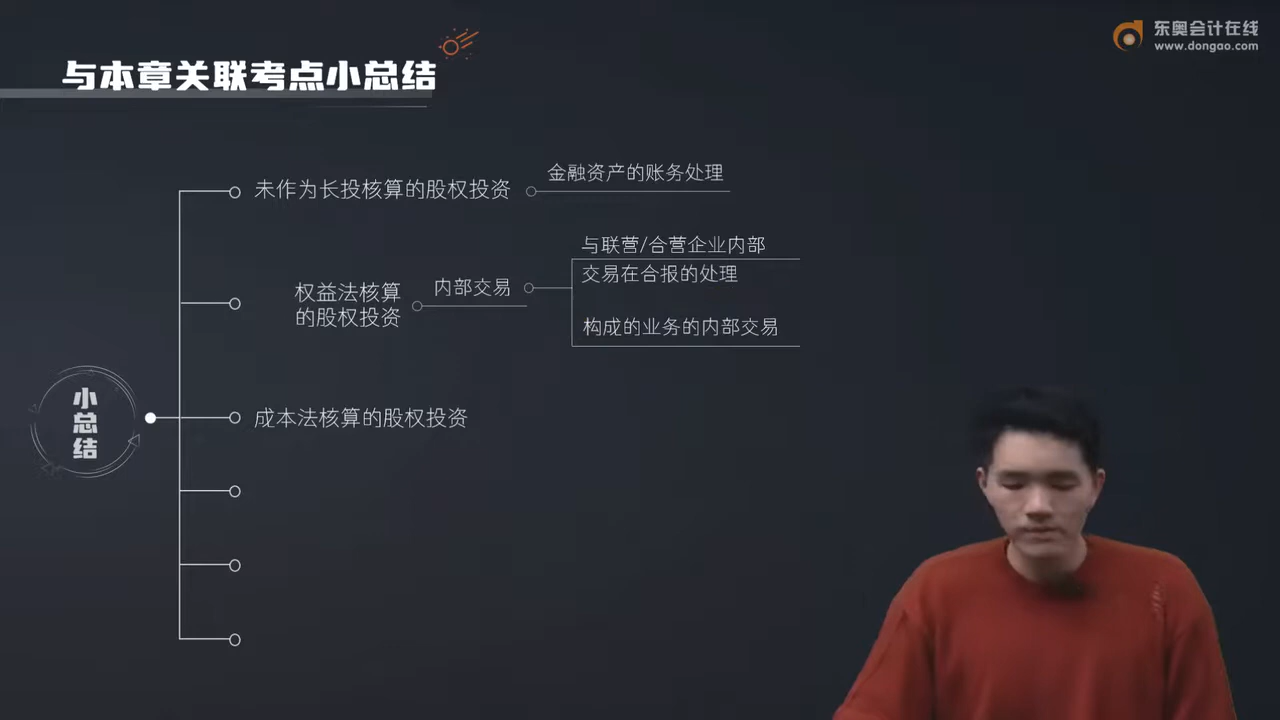 东奥会计在线
www.dongao.com
与本章关联考点小总结
未作为长投核算的股权投资
金融资产的账务处理
权益法核算
的股权投资
内部交易
与联营/合营企业内部
交易在合报的处理
构成的业务的内部交易
小总结
成本法核算的股权投资